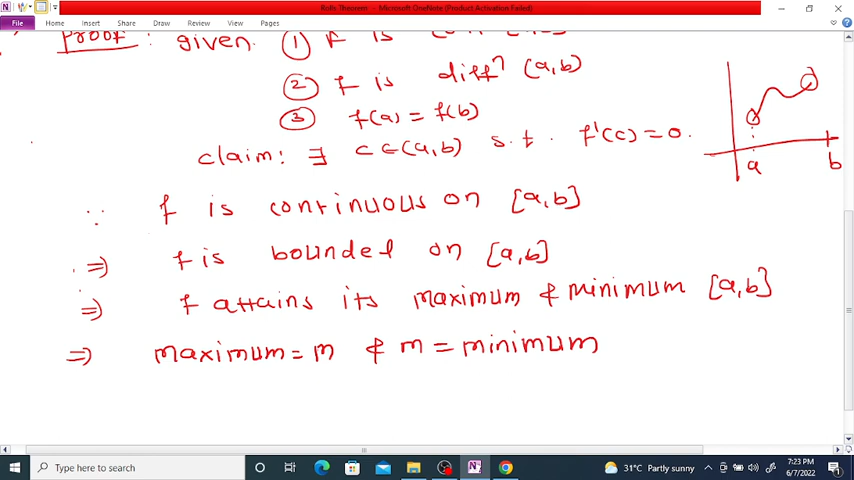 Rolls Theorem - Microsoft OneNote (Product Activation Failed)
File Home Insert Draw Share Review View Pages
Proof : given ① F is
② F is diffⁿ (a,b)
③ f(a) = f(b)
claim: ∃ c ∈ (a,b) s.t. f'(c) = 0.
a b
∵ f is continuous on [a,b]
⇒ f is bounded on [a,b]
⇒ f attains its maximum & minimum [a,b]
⇒ maximum = m & m = minimum
Type here to search
31°C Partly sunny
7:23 PM
6/7/2022